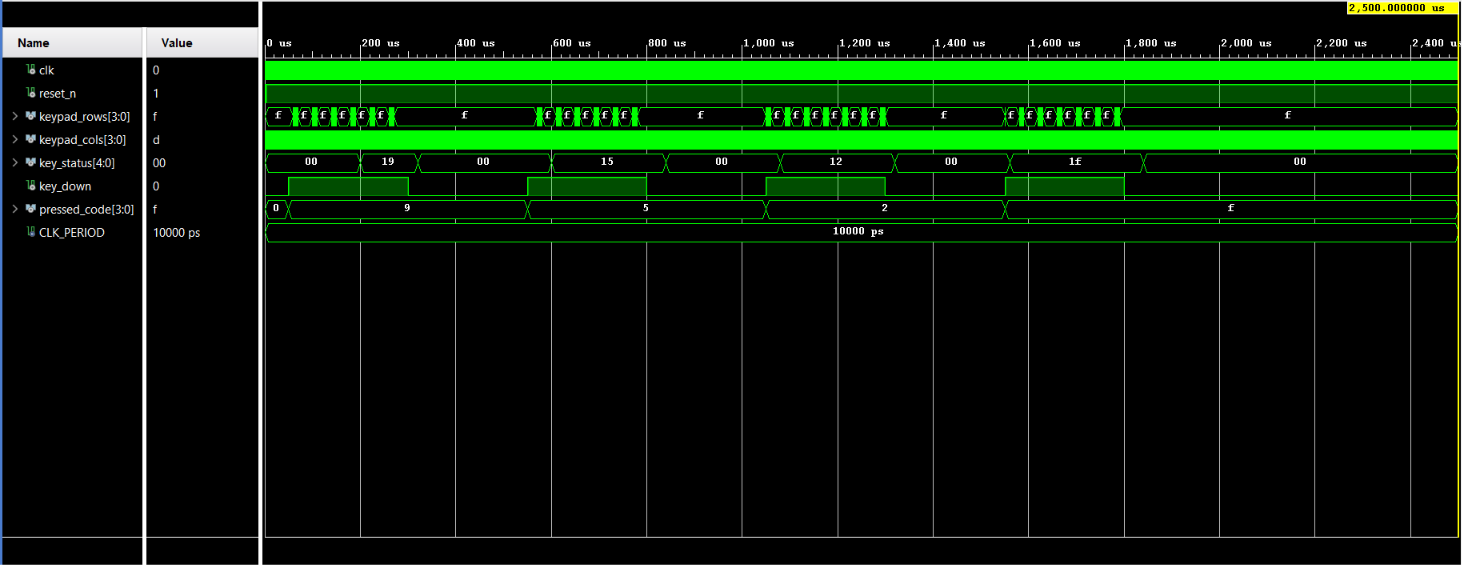 2,500.000000 us
Name Value
0 us 200 us 400 us 600 us 800 us 1,000 us 1,200 us 1,400 us 1,600 us 1,800 us 2,000 us 2,200 us 2,400 u
clk 0
reset_n 1
keypad_rows[3:0] f f f f f f f f f f f f f f f f f f f f f f f f f f f f
keypad_cols[3:0] d
key_status[4:0] 00 00 19 00 15 00 12 00 1f 00
key_down 0
pressed_code[3:0] f 0 9 5 2 f
CLK_PERIOD 10000 ps 10000 ps